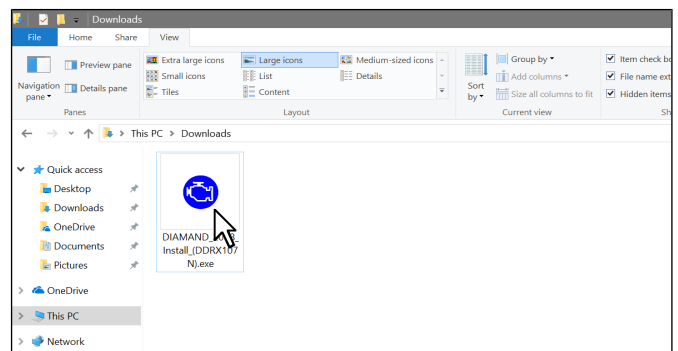 Downloads
File Home Share View
Preview pane
Navigation pane
Details pane
Panes
Extra large icons Large icons Medium-sized icons
Small icons List Details
Tiles Content
Layout
Sort by
Group by
Add columns
Size all columns to fit
Current view
Item check
File name ext
Hidden items
This PC > Downloads
Quick access
Desktop
Downloads
OneDrive
Documents
Pictures
OneDrive
This PC
Network
Install_(DDRX107
N).exe